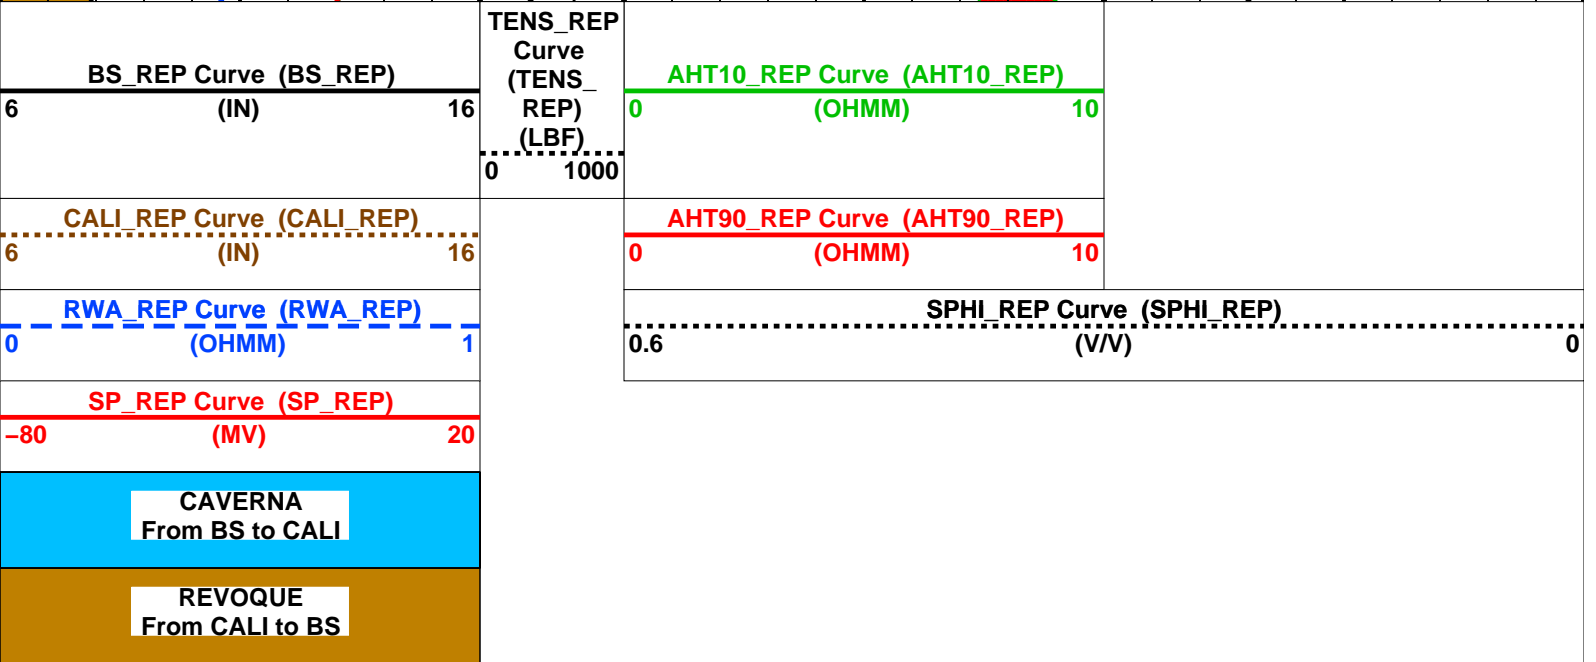 TENS_REP
Curve
(TENS_
REP)
(LBF)
0 1000
BS_REP Curve (BS_REP)
6 (IN) 16
AHT10_REP Curve (AHT10_REP)
0 (OHMM) 10
CALI_REP Curve (CALI_REP)
6 (IN) 16
AHT90_REP Curve (AHT90_REP)
0 (OHMM) 10
RWA_REP Curve (RWA_REP)
0 (OHMM) 1
SPHI_REP Curve (SPHI_REP)
0.6 (V/V) 0
SP_REP Curve (SP_REP)
−80 (MV) 20
CAVERNA
From BS to CALI
REVOQUE
From CALI to BS